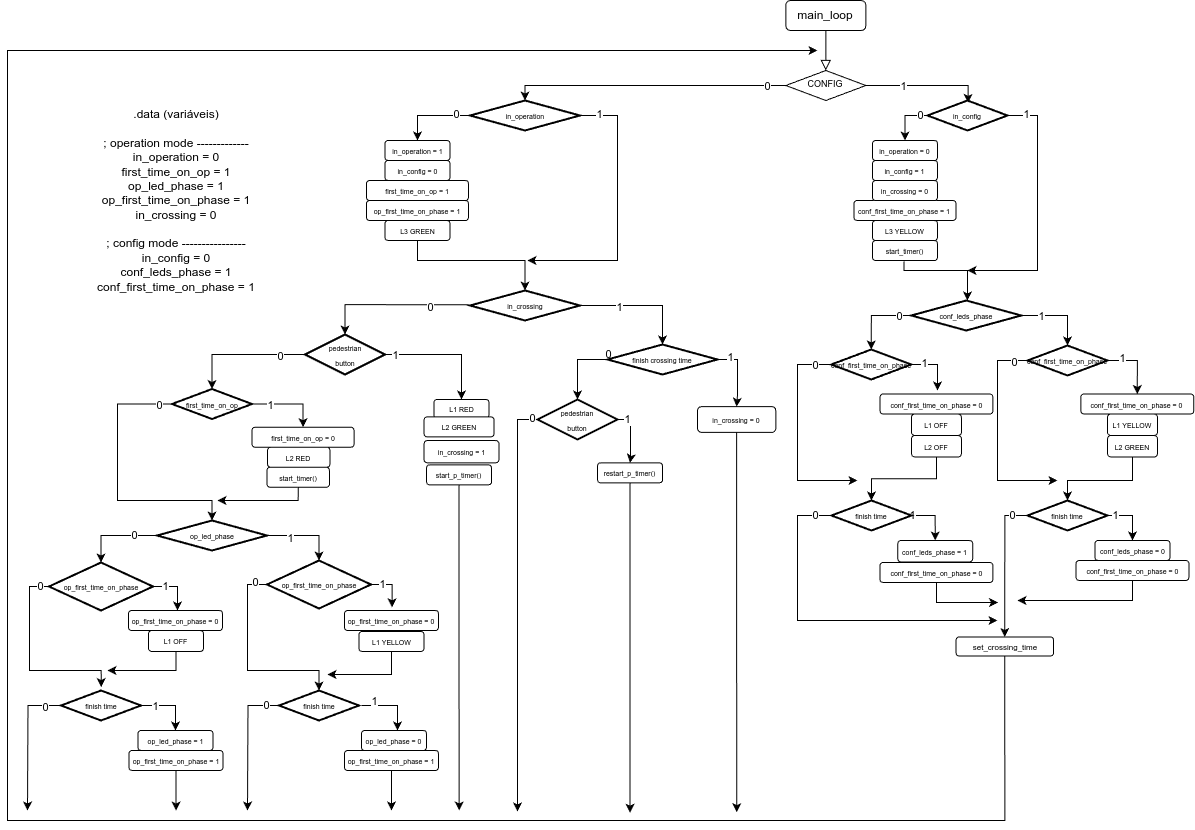 main_loop
CONFIG
0
1
.data (variáveis)
; operation mode -------------
in_operation = 0
first_time_on_op = 1
op_led_phase = 1
op_first_time_on_phase = 1
in_crossing = 0
; config mode ----------------
in_config = 0
conf_leds_phase = 1
conf_first_time_on_phase = 1
0
in_operation
1
in_operation = 1
in_config = 0
first_time_on_op = 1
op_first_time_on_phase = 1
L3 GREEN
0
in_config
1
in_operation = 0
in_config = 1
in_crossing = 0
conf_first_time_on_phase = 1
L3 YELLOW
start_timer()
0
in_crossing
1
0
pedestrian
button
1
0
first_time_on_op
1
first_time_on_op = 0
L2 RED
start_timer()
L1 RED
L2 GREEN
in_crossing = 1
start_p_timer()
0
finish crossing time
1
0
pedestrian
button
1
restart_p_timer()
in_crossing = 0
0
op_led_phase
1
0
op_first_time_on_phase
1
op_first_time_on_phase = 0
L1 OFF
0
finish time
1
op_led_phase = 1
op_first_time_on_phase = 1
0
op_first_time_on_phase
1
op_first_time_on_phase = 0
L1 YELLOW
0
finish time
1
op_led_phase = 0
op_first_time_on_phase = 1
0
conf_leds_phase
1
0
conf_first_time_on_phase
1
conf_first_time_on_phase = 0
L1 OFF
L2 OFF
0
finish time
1
conf_leds_phase = 1
conf_first_time_on_phase = 0
0
conf_first_time_on_phase
1
conf_first_time_on_phase = 0
L1 YELLOW
L2 GREEN
0
finish time
1
conf_leds_phase = 0
conf_first_time_on_phase = 0
set_crossing_time